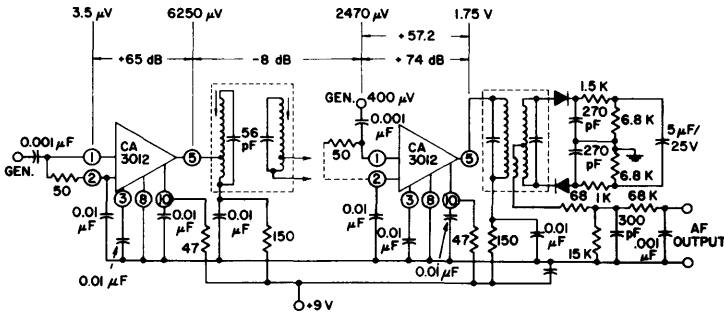 3.5 µV
6250 µV
2470 µV
1.75 V
+57.2
+65 dB
-8 dB
+74 dB
GEN.
400 µV
0.001 µF
0.001
µF
56
pF
50
CA
3012
1
2
5
3
8
10
GEN.
50
CA
3012
1
2
5
3
8
10
1.5 K
270
pF
6.8 K
270
pF
6.8 K
5 µF/
25V
1K
68
68K
0.01
µF
0.01
µF
0.01
µF
0.01
µF
47
150
0.01
µF
0.01
µF
47
150
0.01
µF
15 K
300
pF
.001
µF
AF
OUTPUT
0.01 µF
+9 V